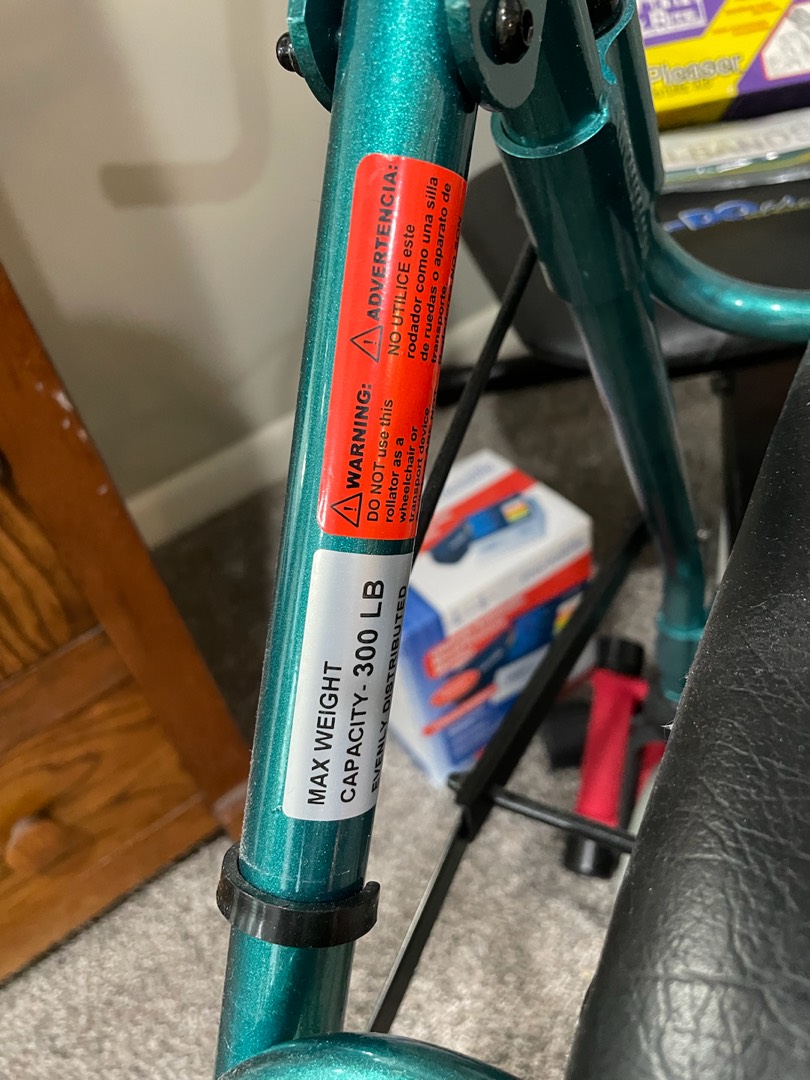 ⚠WARNING:
DO NOT use this
rollator as a
wheelchair or
transport device
⚠ADVERTENCIA:
NO UTILICE este
rodador como una silla
de ruedas o aparato de
transporte
MAX WEIGHT
CAPACITY- 300 LB
EVENLY DISTRIBUTED
Pleaser